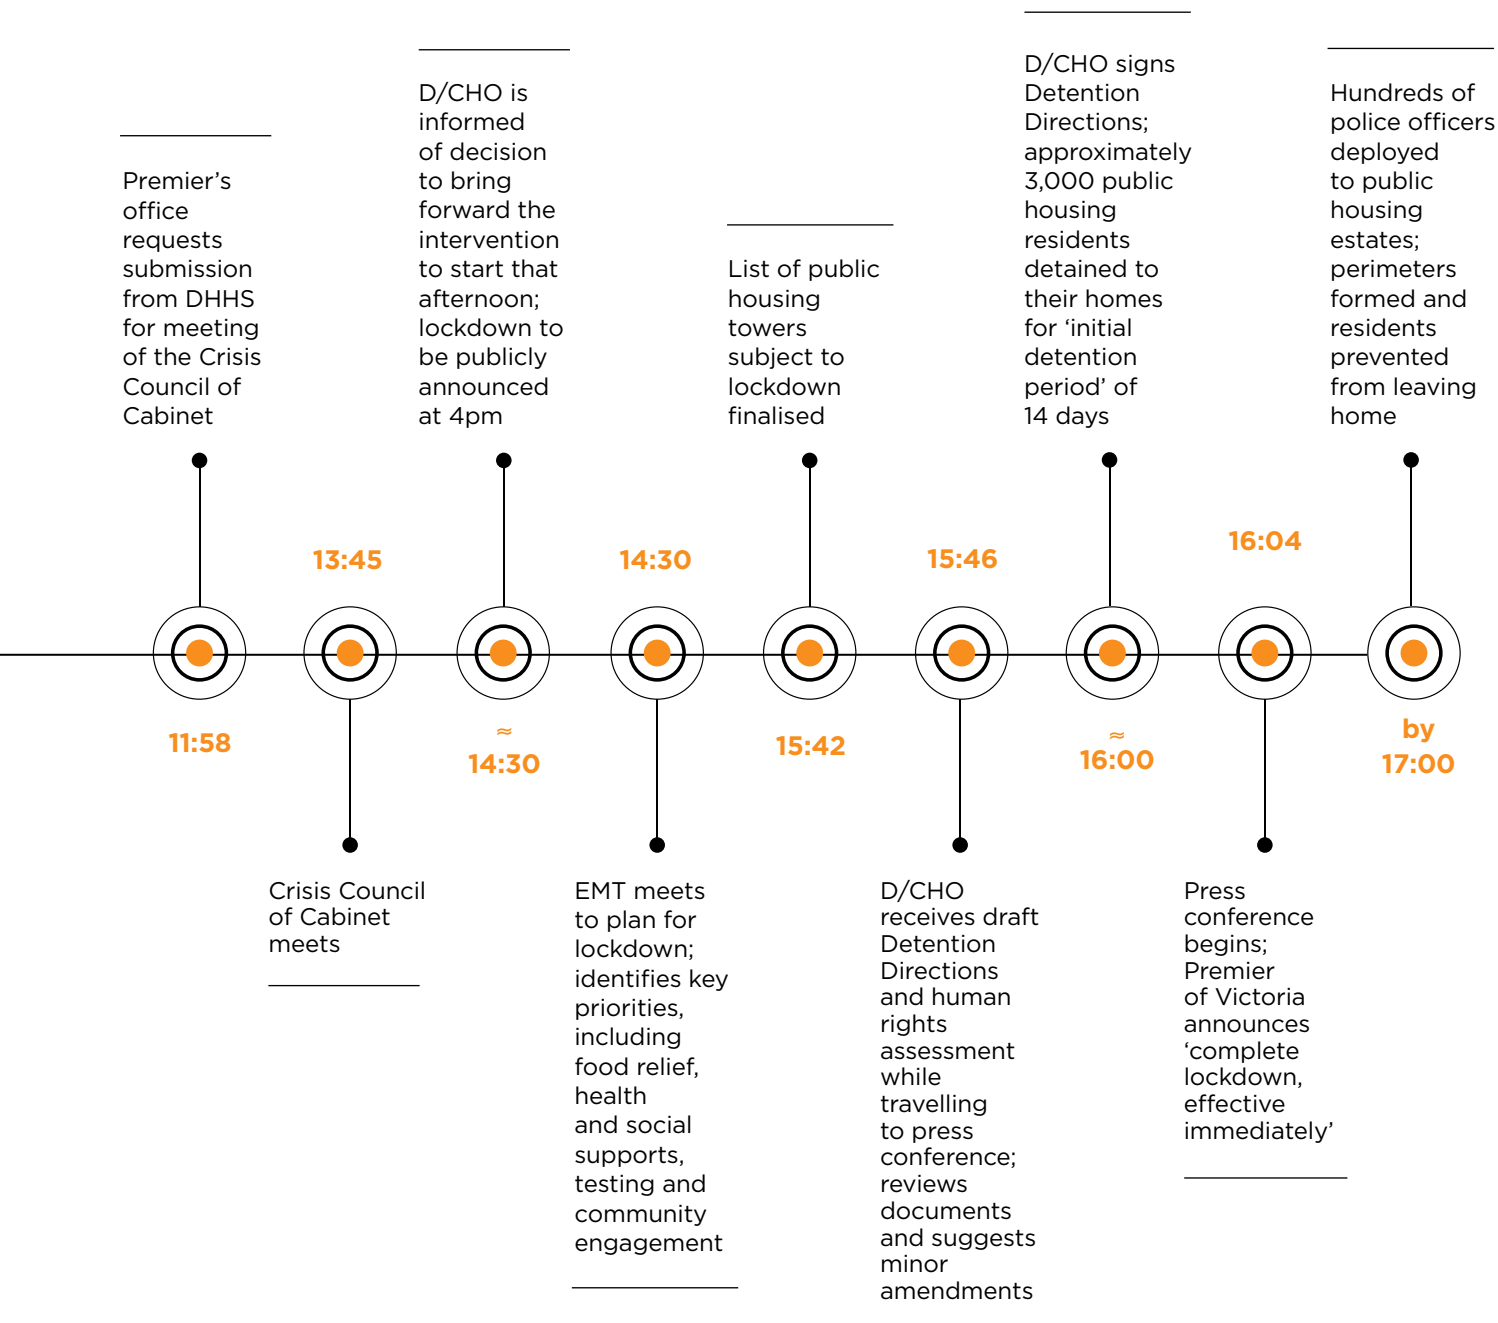 Premier’s
office
requests
submission
from DHHS
for meeting
of the Crisis
Council of
Cabinet
11:58
13:45
Crisis Council
of Cabinet
meets
D/CHO is
informed
of decision
to bring
forward the
intervention
to start that
afternoon;
lockdown to
be publicly
announced
at 4pm
≈
14:30
14:30
EMT meets
to plan for
lockdown;
identifies key
priorities,
including
food relief,
health
and social
supports,
testing and
community
engagement
List of public
housing
towers
subject to
lockdown
finalised
15:42
15:46
D/CHO
receives draft
Detention
Directions
and human
rights
assessment
while
travelling
to press
conference;
reviews
documents
and suggests
minor
amendments
D/CHO signs
Detention
Directions;
approximately
3,000 public
housing
residents
detained to
their homes
for ‘initial
detention
period’ of
14 days
≈
16:00
16:04
Press
conference
begins;
Premier
of Victoria
announces
‘complete
lockdown,
effective
immediately’
Hundreds of
police officers
deployed
to public
housing
estates;
perimeters
formed and
residents
prevented
from leaving
home
by
17:00